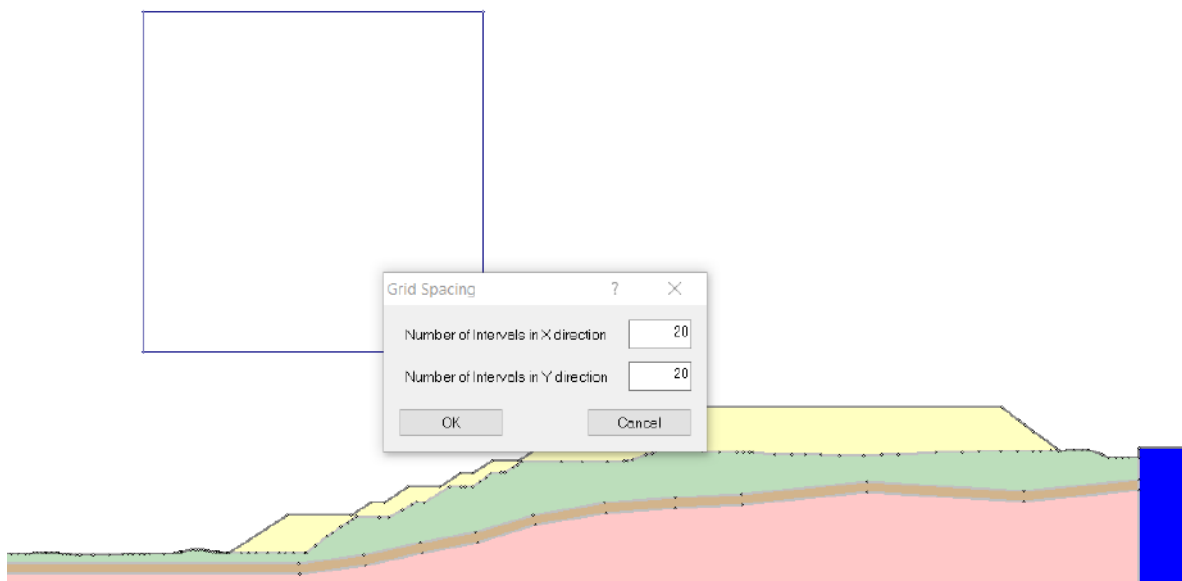 Grid Spacing ?
Number of Intervals in X direction 20
Number of Intervals in Y direction 20
OK Cancel